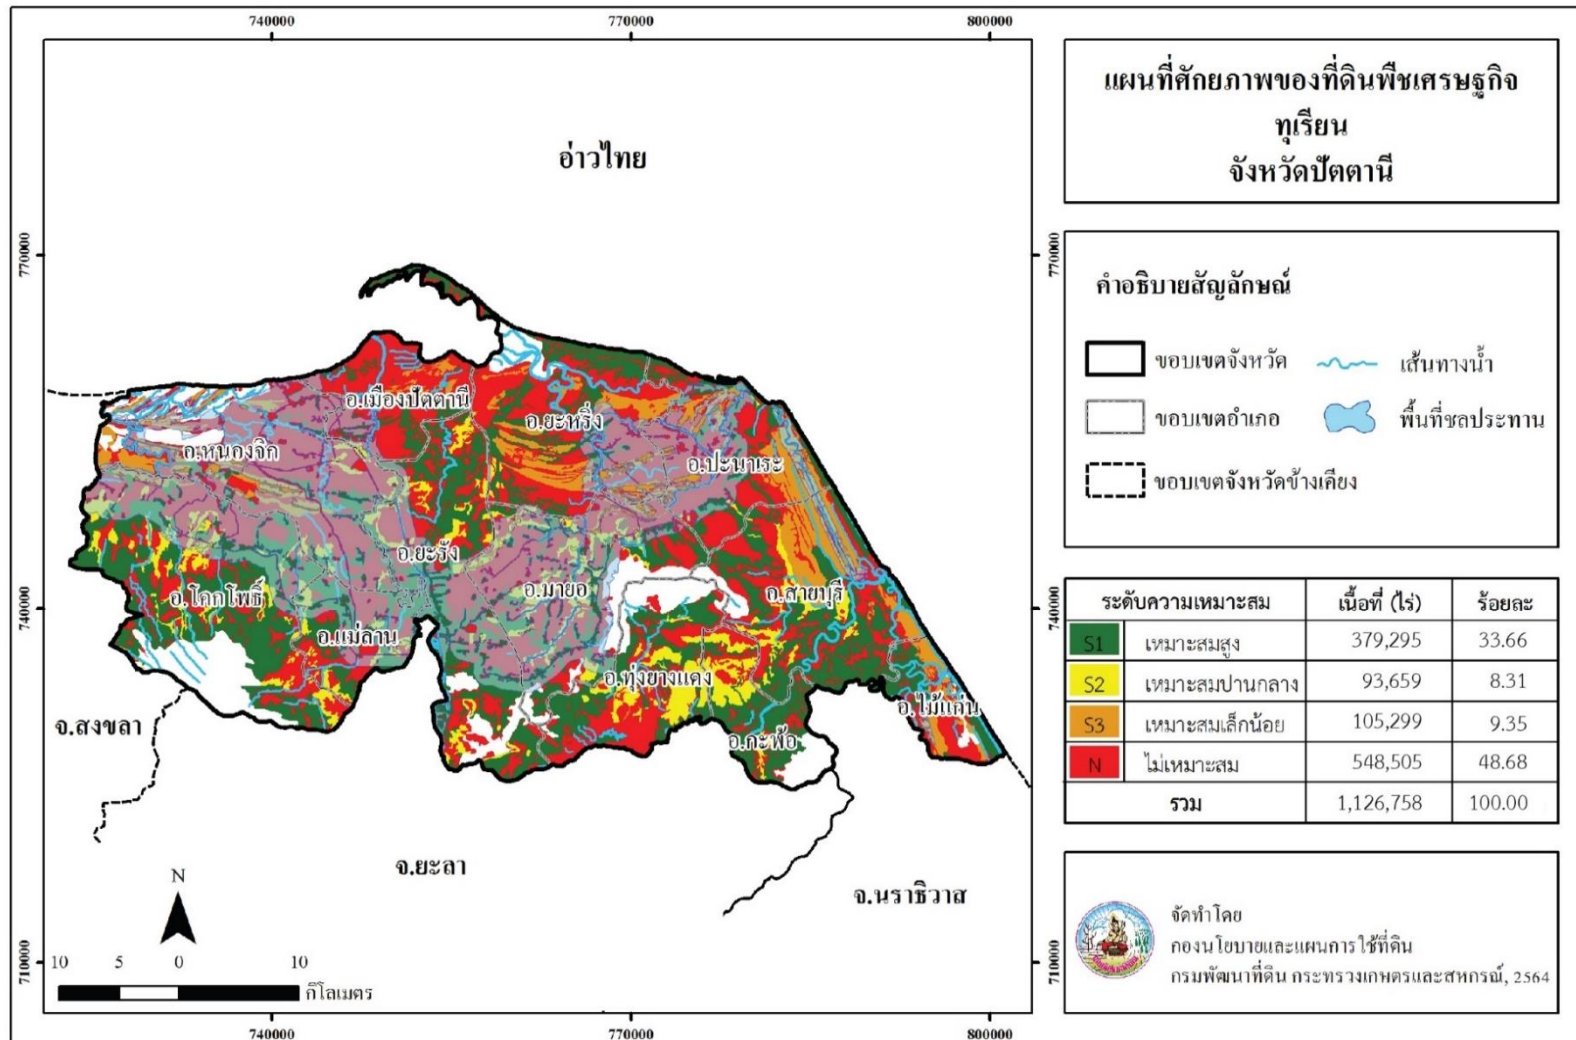 740000
770000
800000
แผนที่ศักยภาพของที่ดินพืชเศรษฐกิจ
ทุเรียน
จังหวัดปัตตานี
อ่าวไทย
770000
770000
คำอธิบายสัญลักษณ์
ขอบเขตจังหวัด
เส้นทางน้ำ
ขอบเขตอำเภอ
พื้นที่ชลประทาน
ขอบเขตจังหวัดข้างเคียง
อ.เมืองปัตตานี
อ.ยะหริ่ง
อ.หนองจิก
อ.ปะนาเระ
อ.ยะรัง
อ.มายอ
อ.สายบุรี
อ.โคกโพธิ์
อ.แม่ลาน
อ.ทุ่งยางแดง
อ.ไม้แก่น
อ.กะพ้อ
740000
740000
จ.สงขลา
จ.ยะลา
จ.นราธิวาส
ระดับความเหมาะสม เนื้อที่ (ไร่) ร้อยละ
S1 เหมาะสมสูง 379,295 33.66
S2 เหมาะสมปานกลาง 93,659 8.31
S3 เหมาะสมเล็กน้อย 105,299 9.35
N ไม่เหมาะสม 548,505 48.68
รวม 1,126,758 100.00
N
10 5 0 10
กิโลเมตร
710000
710000
จัดทำโดย
กองนโยบายและแผนการใช้ที่ดิน
กรมพัฒนาที่ดิน กระทรวงเกษตรและสหกรณ์, 2564
740000
770000
800000